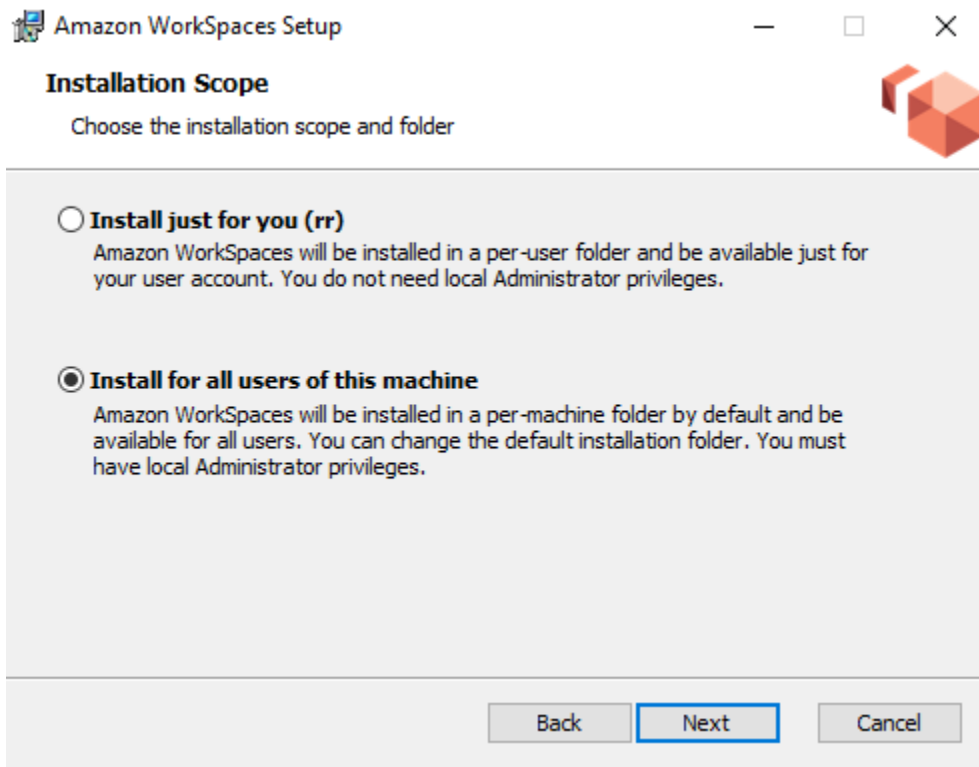 Amazon WorkSpaces Setup
Installation Scope
Choose the installation scope and folder
Install just for you (rr)
Amazon WorkSpaces will be installed in a per-user folder and be available just for
your user account. You do not need local Administrator privileges.
Install for all users of this machine
Amazon WorkSpaces will be installed in a per-machine folder by default and be
available for all users. You can change the default installation folder. You must
have local Administrator privileges.
Back Next Cancel